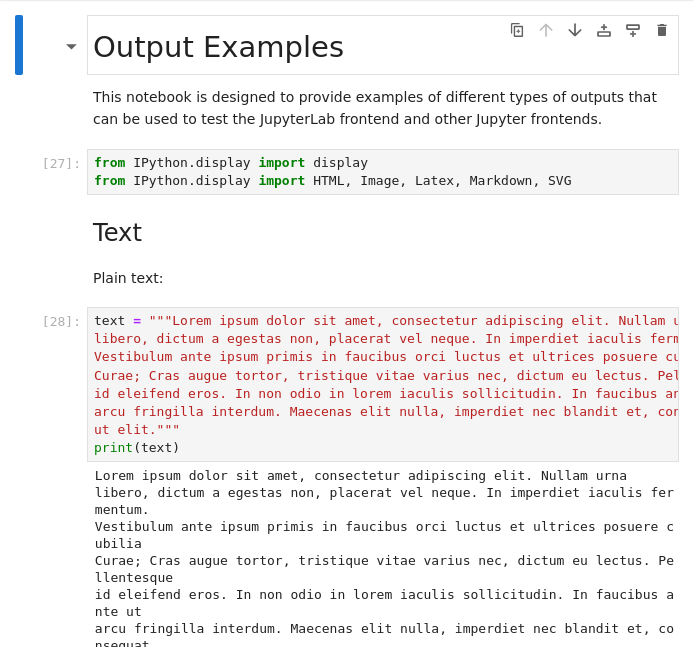 Output Examples
This notebook is designed to provide examples of different types of outputs that
can be used to test the JupyterLab frontend and other Jupyter frontends.
[27]:
from IPython.display import display
from IPython.display import HTML, Image, Latex, Markdown, SVG
Text
Plain text:
[28]:
text = """Lorem ipsum dolor sit amet, consectetur adipiscing elit. Nullam u
libero, dictum a egestas non, placerat vel neque. In imperdiet iaculis ferm
Vestibulum ante ipsum primis in faucibus orci luctus et ultrices posuere cu
Curae; Cras augue tortor, tristique vitae varius nec, dictum eu lectus. Pel
id eleifend eros. In non odio in lorem iaculis sollicitudin. In faucibus an
arcu fringilla interdum. Maecenas elit nulla, imperdiet nec blandit et, con
ut elit."""
print(text)
Lorem ipsum dolor sit amet, consectetur adipiscing elit. Nullam urna
libero, dictum a egestas non, placerat vel neque. In imperdiet iaculis fer
mentum.
Vestibulum ante ipsum primis in faucibus orci luctus et ultrices posuere c
ubilia
Curae; Cras augue tortor, tristique vitae varius nec, dictum eu lectus. Pe
llentesque
id eleifend eros. In non odio in lorem iaculis sollicitudin. In faucibus a
nte ut
arcu fringilla interdum. Maecenas elit nulla, imperdiet nec blandit et, co
nsequat